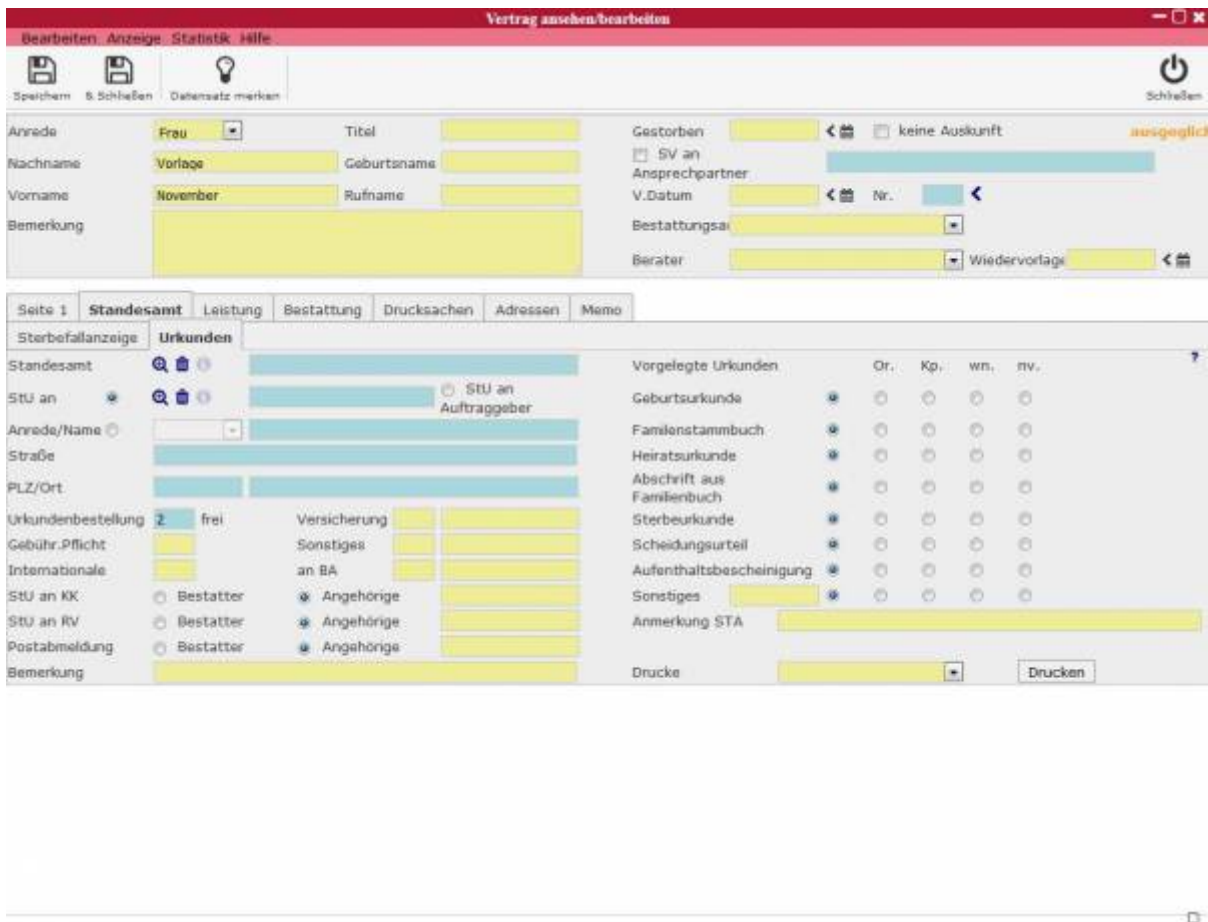 Vertrag ansehen/bearbeiten
Bearbeiten Anzeige Statistik Hilfe
Speichern & Schließen Datensatz merken Schließen
Anrede Frau Titel Gestorben keine Auskunft ausgeglich
Nachname Vorlage Geburtsname SV an Ansprechpartner
Vorname November Rufname V.Datum Nr.
Bemerkung Bestattungsa
Berater Wiedervorlage
Seite 1 Standesamt Leistung Bestattung Drucksachen Adressen Memo
Sterbefallanzeige Urkunden
Standesamt Vorgelegte Urkunden Or. Kp. wn. nv. ?
StU an StU an Auftraggeber Geburtsurkunde
Anrede/Name Familenstammbuch
Straße Heiratsurkunde
PLZ/Ort Abschrift aus Familienbuch
Urkundenbestellung 2 frei Versicherung Sterbeurkunde
Gebühr.Pflicht Sonstiges Scheidungsurteil
Internationale an BA Aufenthaltsbescheinigung
StU an KK Bestatter Angehörige Sonstiges
StU an RV Bestatter Angehörige Anmerkung STA
Postabmeldung Bestatter Angehörige
Bemerkung Drucke Drucken